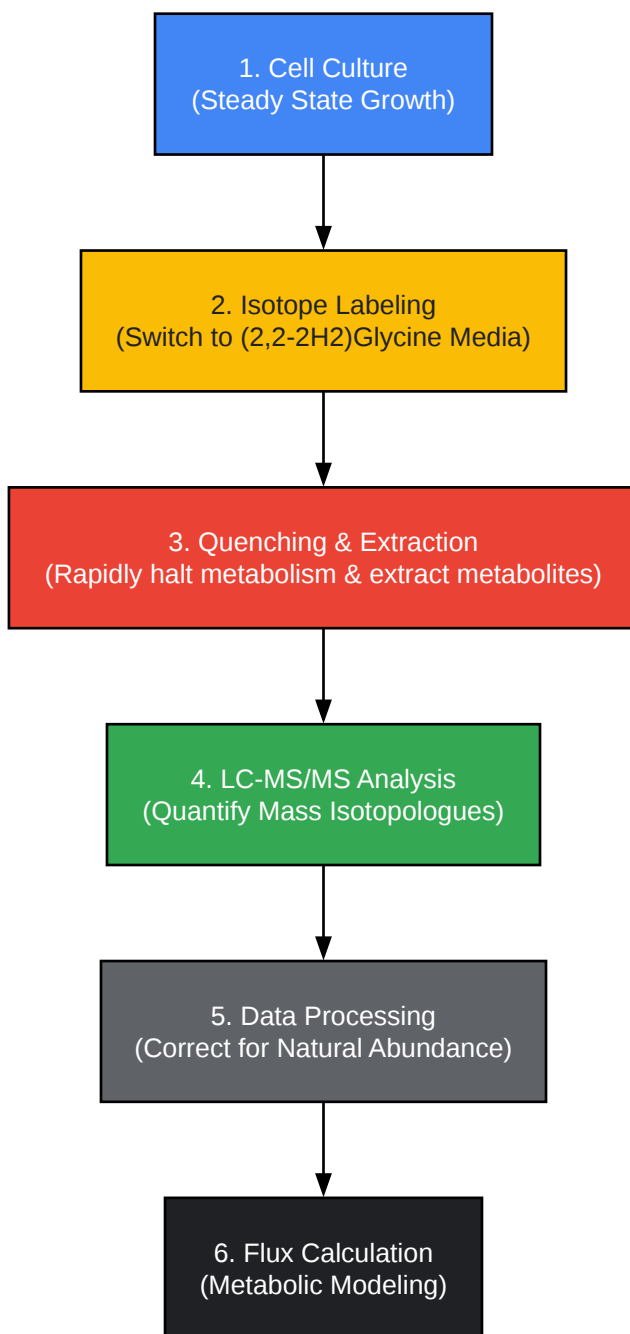 1. Cell Culture
(Steady State Growth)
2. Isotope Labeling
(Switch to (2,2-2H2)Glycine Media)
3. Quenching & Extraction
(Rapidly halt metabolism & extract metabolites)
4. LC-MS/MS Analysis
(Quantify Mass Isotopologues)
5. Data Processing
(Correct for Natural Abundance)
6. Flux Calculation
(Metabolic Modeling)